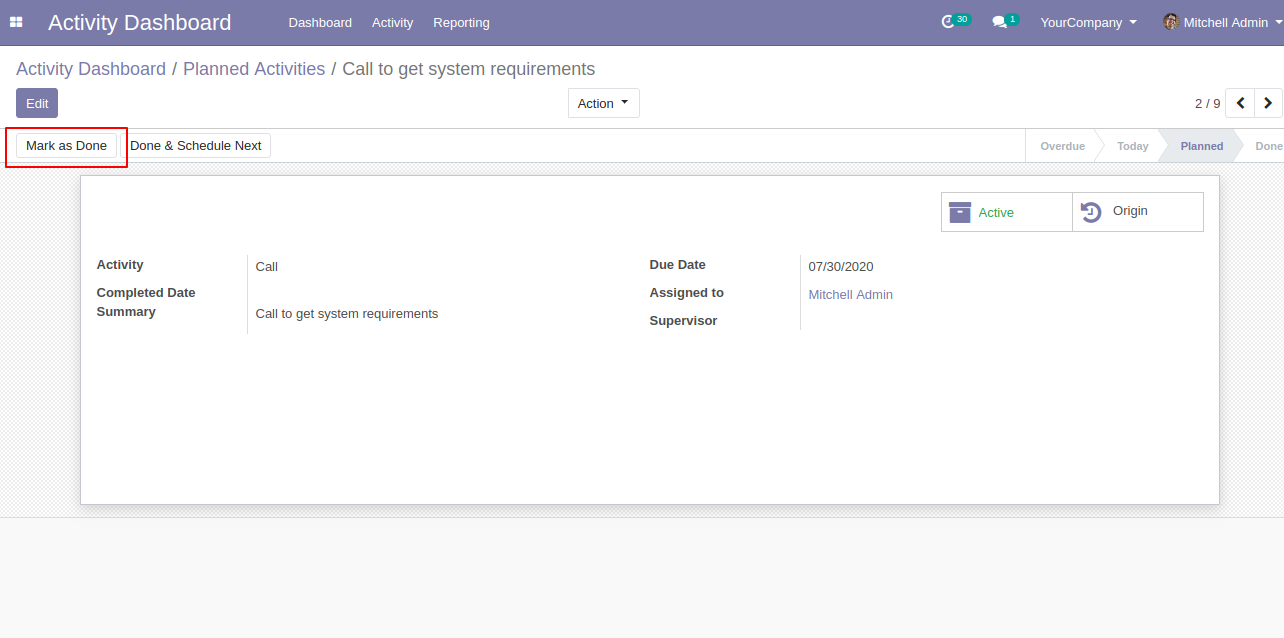 Activity Dashboard Dashboard Activity Reporting 30 1 YourCompany Mitchell Admin
Activity Dashboard / Planned Activities / Call to get system requirements
Edit Action 2 / 9
Mark as Done Done & Schedule Next Overdue Today Planned Done
Active Origin
Activity Call Due Date 07/30/2020
Completed Date Assigned to Mitchell Admin
Summary Call to get system requirements Supervisor